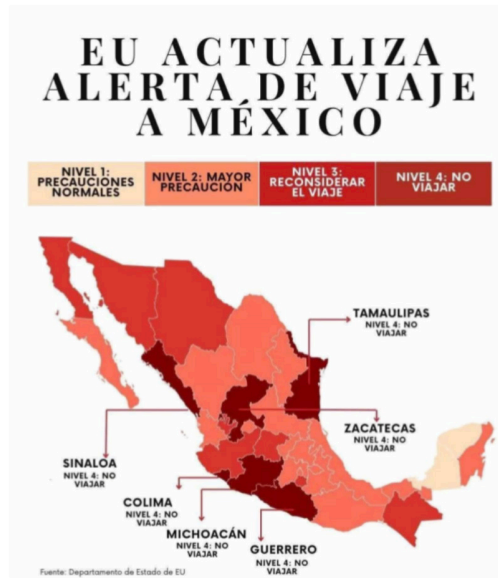 EU ACTUALIZA
ALERTA DE VIAJE
A MÉXICO
NIVEL 1:
PRECAUCIONES
NORMALES
NIVEL 2: MAYOR
PRECAUCIÓN
NIVEL 3:
RECONSIDERAR
EL VIAJE
NIVEL 4: NO
VIAJAR
TAMAULIPAS
NIVEL 4: NO
VIAJAR
ZACATECAS
NIVEL 4: NO
VIAJAR
SINALOA
NIVEL 4: NO
VIAJAR
COLIMA
NIVEL 4: NO
VIAJAR
MICHOACÁN
NIVEL 4: NO
VIAJAR
GUERRERO
NIVEL 4: NO
VIAJAR
Fuente: Departamento de Estado de EU